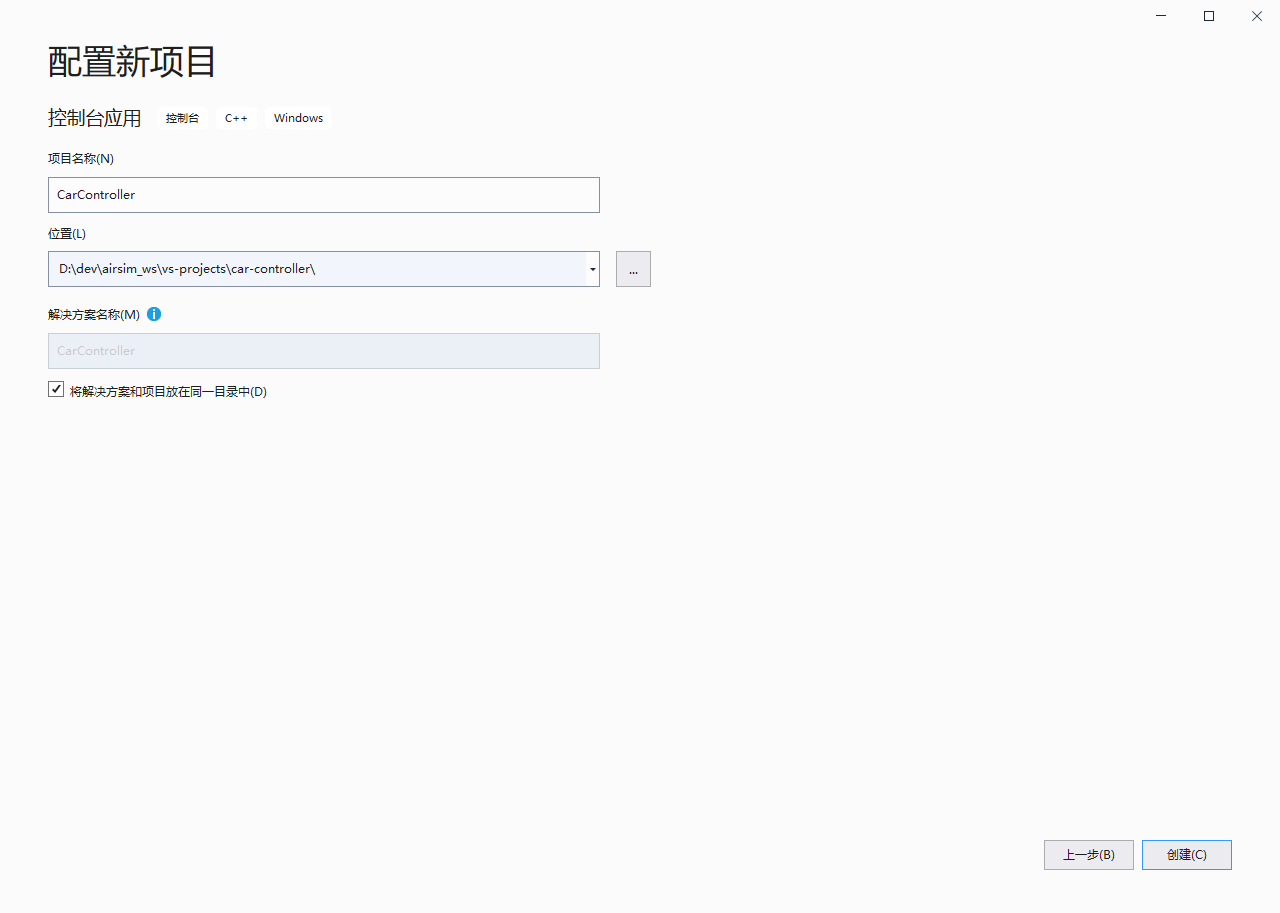 配置新项目
控制台应用 控制台 C++ Windows
项目名称(N)
CarController
位置(L)
D:\dev\airsim_ws\vs-projects\car-controller\
...
解决方案名称(M)
CarController
将解决方案和项目放在同一目录中(D)
上一步(B) 创建(C)